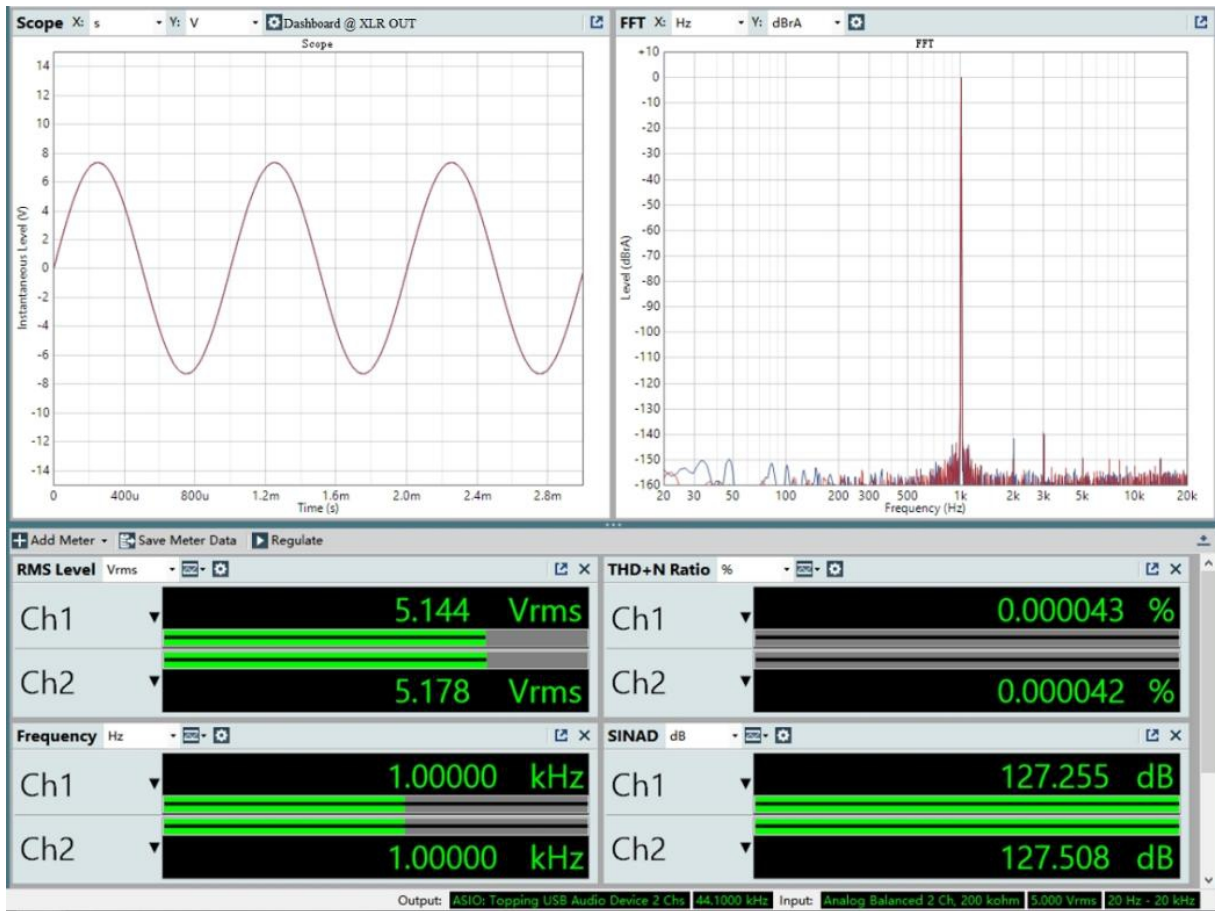 Scope X: s Y: V Dashboard @ XLR OUT
Scope
14
12
10
8
6
4
2
0
-2
-4
-6
-8
-10
-12
-14
Instantaneous Level (V)
0 400u 800u 1.2m 1.6m 2.0m 2.4m 2.8m
Time (s)
FFT X: Hz Y: dBrA
FFT
+10
0
-10
-20
-30
-40
-50
-60
-70
-80
-90
-100
-110
-120
-130
-140
-150
-160
Level (dBrA)
20 30 50 100 200 300 500 1k 2k 3k 5k 10k 20k
Frequency (Hz)
Add Meter Save Meter Data Regulate
RMS Level Vrms
Ch1 5.144 Vrms
Ch2 5.178 Vrms
THD+N Ratio %
Ch1 0.000043 %
Ch2 0.000042 %
Frequency Hz
Ch1 1.00000 kHz
Ch2 1.00000 kHz
SINAD dB
Ch1 127.255 dB
Ch2 127.508 dB
Output: ASIO: Topping USB Audio Device 2 Chs 44.1000 kHz Input: Analog Balanced 2 Ch, 200 kohm 5.000 Vrms 20 Hz - 20 kHz